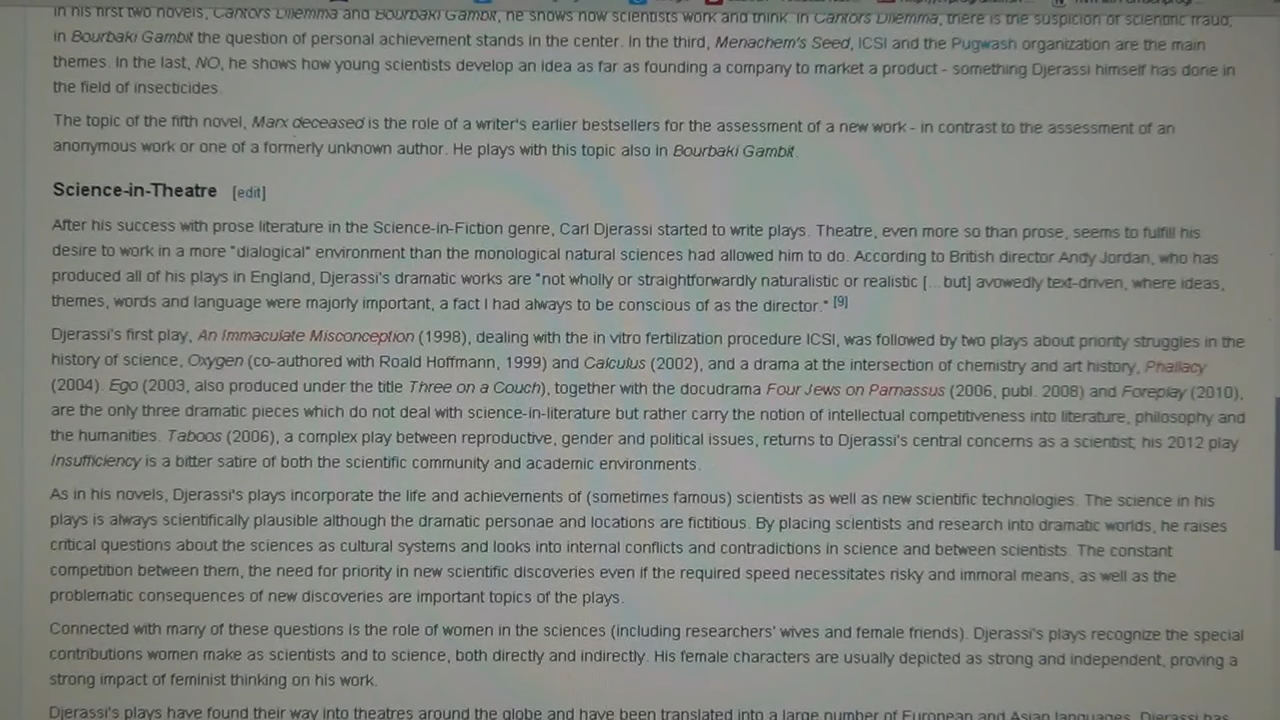 In his first two novels, Cantors Dilemma and Bourbaki Gambit, he shows how scientists work and think. In Cantors Dilemma, there is the suspicion of scientific fraud;
in Bourbaki Gambit the question of personal achievement stands in the center. In the third, Menachem's Seed, ICSI and the Pugwash organization are the main
themes. In the last, NO, he shows how young scientists develop an idea as far as founding a company to market a product - something Djerassi himself has done in
the field of insecticides.
The topic of the fifth novel, Marx deceased is the role of a writer's earlier bestsellers for the assessment of a new work - in contrast to the assessment of an
anonymous work or one of a formerly unknown author. He plays with this topic also in Bourbaki Gambit.
Science-in-Theatre [edit]
After his success with prose literature in the Science-in-Fiction genre, Carl Djerassi started to write plays. Theatre, even more so than prose, seems to fulfill his
desire to work in a more "dialogical" environment than the monological natural sciences had allowed him to do. According to British director Andy Jordan, who has
produced all of his plays in England, Djerassi's dramatic works are "not wholly or straightforwardly naturalistic or realistic [... but] avowedly text-driven, where ideas,
themes, words and language were majorly important, a fact I had always to be conscious of as the director." [9]
Djerassi's first play, An Immaculate Misconception (1998), dealing with the in vitro fertilization procedure ICSI, was followed by two plays about priority struggles in the
history of science, Oxygen (co-authored with Roald Hoffmann, 1999) and Calculus (2002), and a drama at the intersection of chemistry and art history, Phallacy
(2004). Ego (2003, also produced under the title Three on a Couch), together with the docudrama Four Jews on Parnassus (2006, publ. 2008) and Foreplay (2010),
are the only three dramatic pieces which do not deal with science-in-literature but rather carry the notion of intellectual competitiveness into literature, philosophy and
the humanities. Taboos (2006), a complex play between reproductive, gender and political issues, returns to Djerassi's central concerns as a scientist; his 2012 play
Insufficiency is a bitter satire of both the scientific community and academic environments.
As in his novels, Djerassi's plays incorporate the life and achievements of (sometimes famous) scientists as well as new scientific technologies. The science in his
plays is always scientifically plausible although the dramatic personae and locations are fictitious. By placing scientists and research into dramatic worlds, he raises
critical questions about the sciences as cultural systems and looks into internal conflicts and contradictions in science and between scientists. The constant
competition between them, the need for priority in new scientific discoveries even if the required speed necessitates risky and immoral means, as well as the
problematic consequences of new discoveries are important topics of the plays.
Connected with many of these questions is the role of women in the sciences (including researchers' wives and female friends). Djerassi's plays recognize the special
contributions women make as scientists and to science, both directly and indirectly. His female characters are usually depicted as strong and independent, proving a
strong impact of feminist thinking on his work.
Djerassi's plays have found their way into theatres around the globe and have been translated into a large number of European and Asian languages. Djerassi has